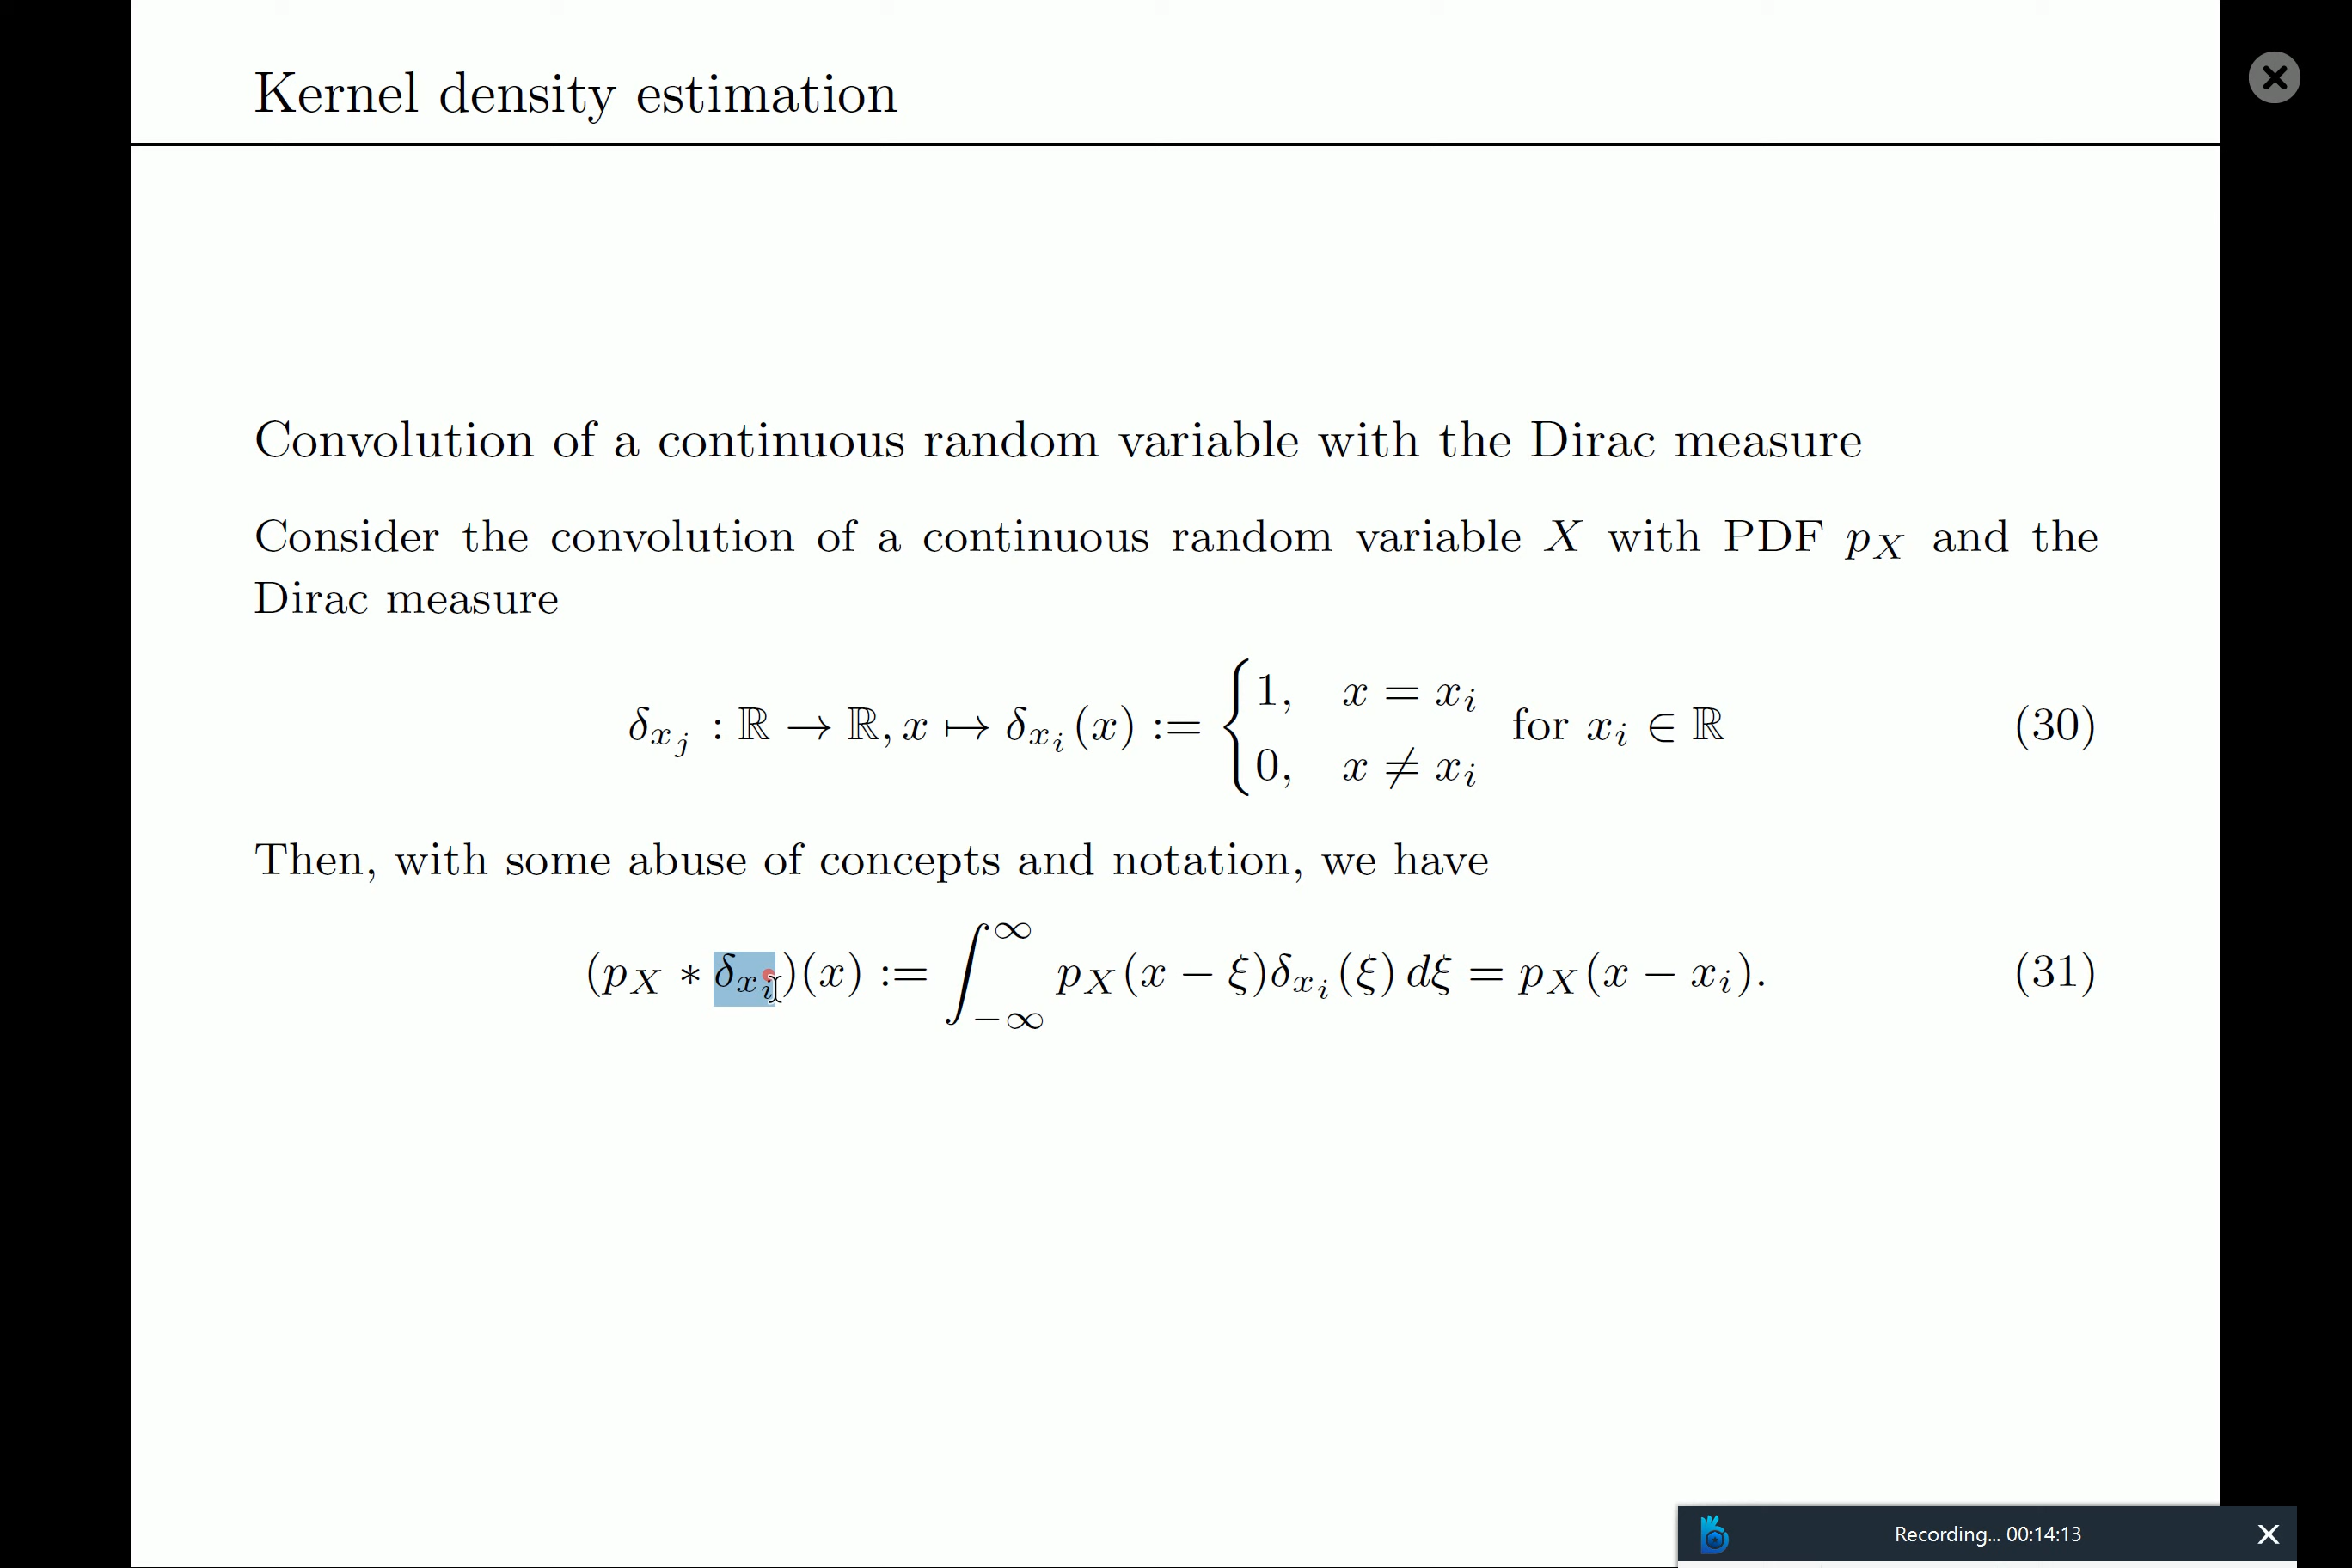 Kernel density estimation
Convolution of a continuous random variable with the Dirac measure
Consider the convolution of a continuous random variable X with PDF p_X and the
Dirac measure
δ_{x_j} : ℝ → ℝ, x ↦ δ_{x_i}(x) := { 1, x = x_i ; 0, x ≠ x_i for x_i ∈ ℝ (30)
Then, with some abuse of concepts and notation, we have
(p_X * δ_{x_i})(x) := ∫_{-∞}^{∞} p_X(x − ξ)δ_{x_i}(ξ) dξ = p_X(x − x_i). (31)
Recording... 00:14:13